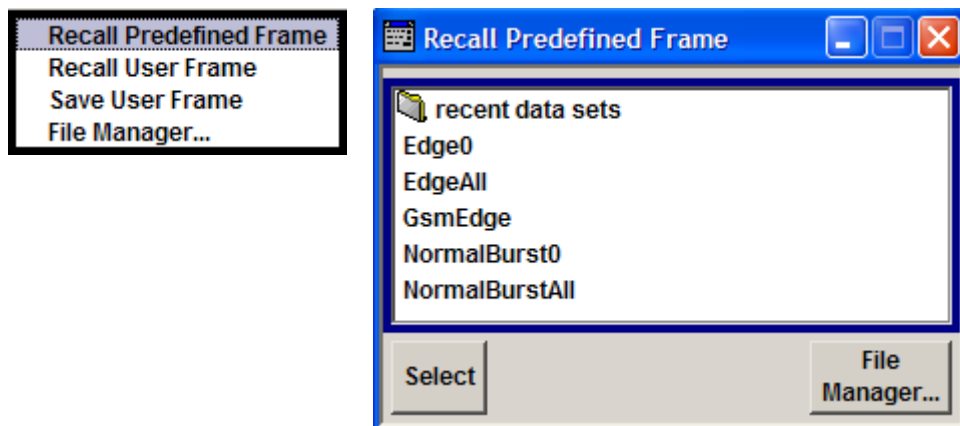 Recall Predefined Frame
Recall User Frame
Save User Frame
File Manager...
Recall Predefined Frame
recent data sets
Edge0
EdgeAll
GsmEdge
NormalBurst0
NormalBurstAll
Select
File
Manager...